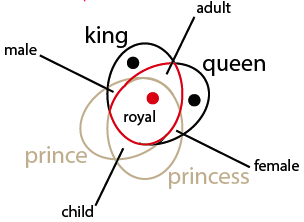 adult
king
male
queen
royal
prince
female
princess
child